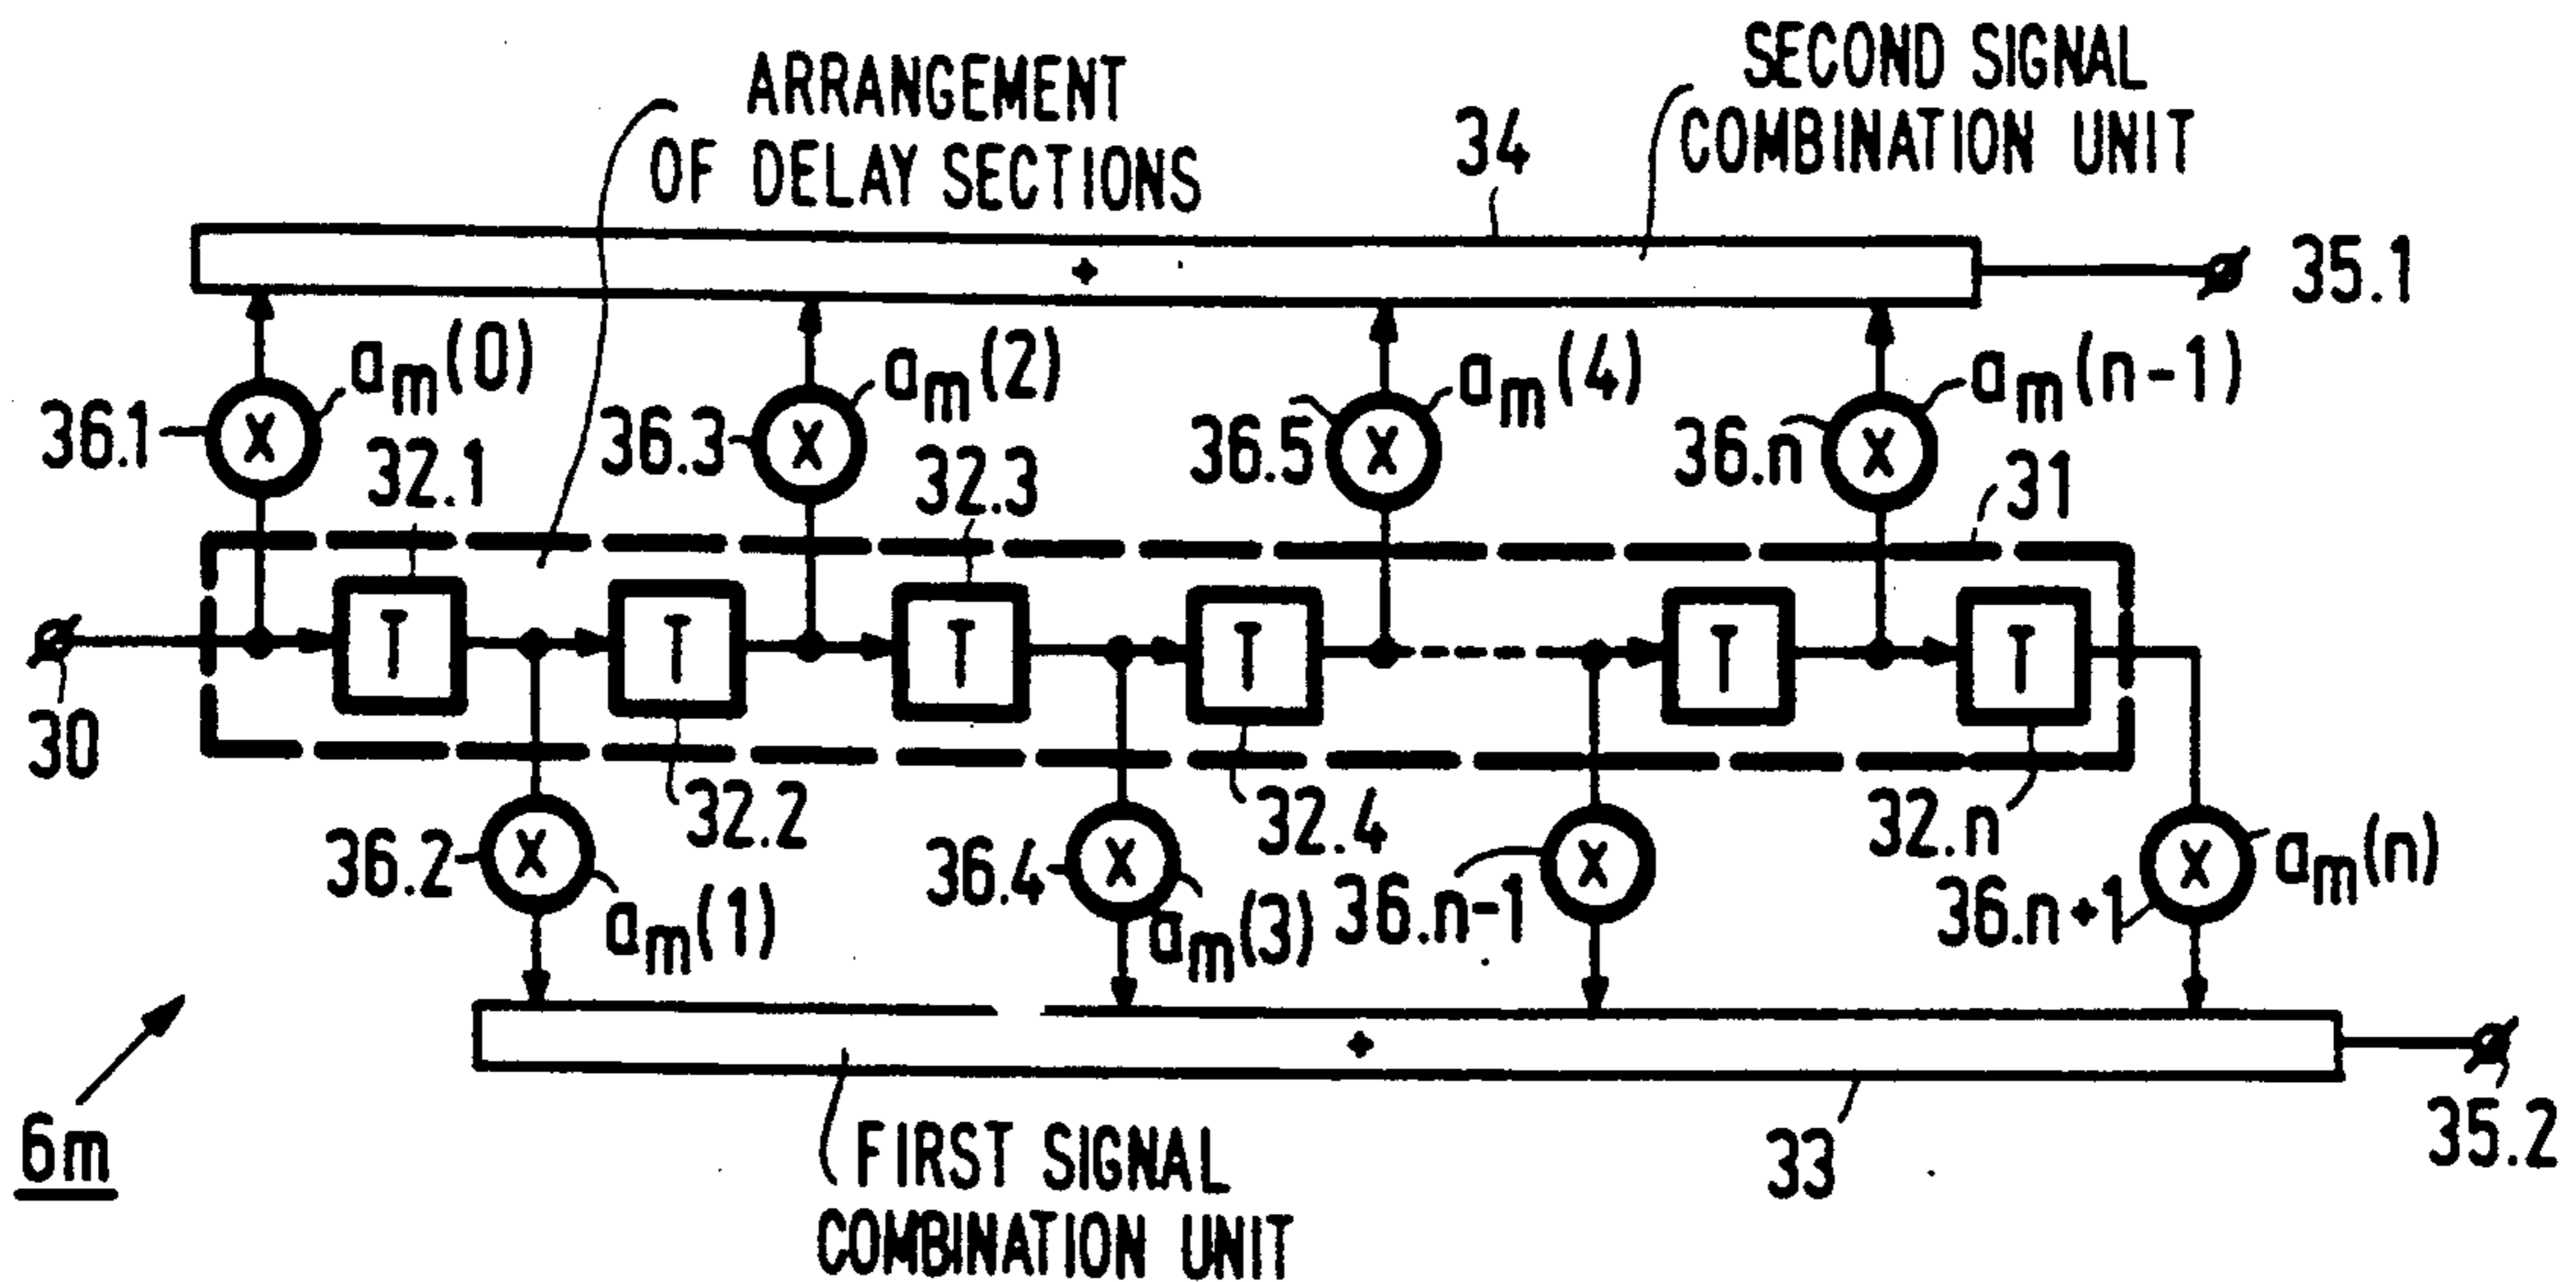 ARRANGEMENT
OF DELAY SECTIONS
SECOND SIGNAL
COMBINATION UNIT
34
+
35.1
36.1
X
a_m(0)
36.3
X
a_m(2)
36.5
X
a_m(4)
36.n
X
a_m(n-1)
32.1
32.3
31
30
T
T
T
T
T
T
32.2
32.4
32.n
36.2
X
a_m(1)
36.4
X
a_m(3)
36.n-1
X
36.n+1
X
a_m(n)
+
6m
FIRST SIGNAL
COMBINATION UNIT
33
35.2